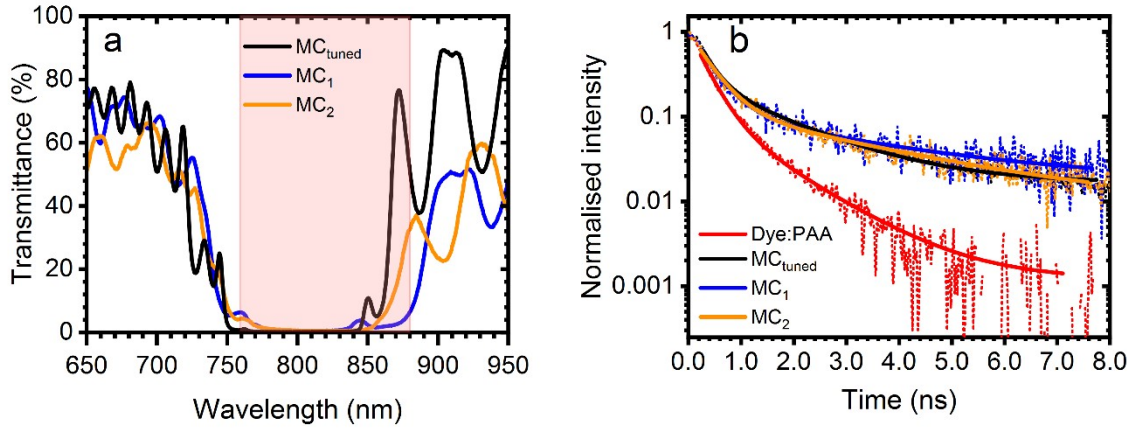 a
MCtuned
MC1
MC2
100
80
60
40
20
0
Transmittance (%)
650 700 750 800 850 900 950
Wavelength (nm)
b
1
0.1
0.01
0.001
Normalised intensity
Dye:PAA
MCtuned
MC1
MC2
0.0 1.0 2.0 3.0 4.0 5.0 6.0 7.0 8.0
Time (ns)